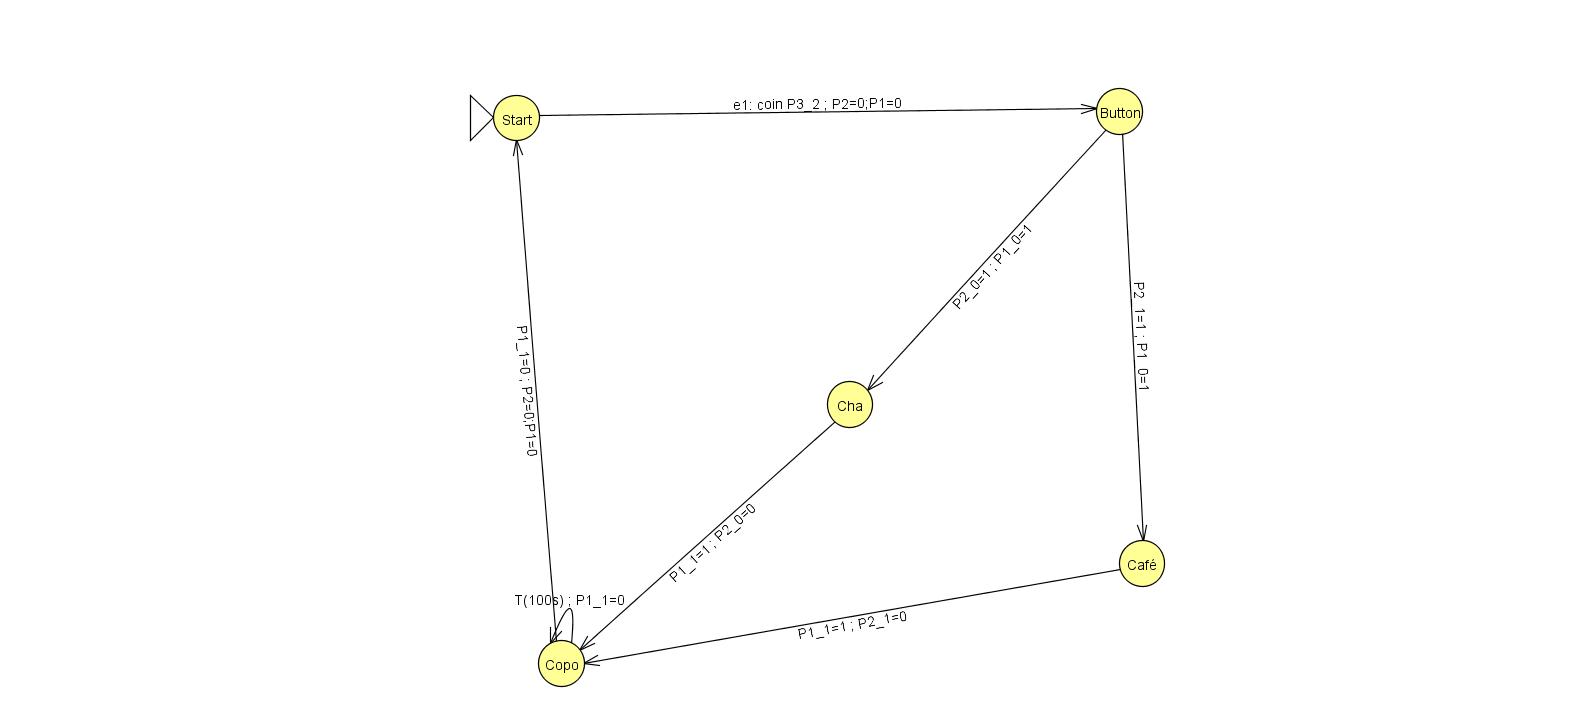 e1: coin P3_2 ; P2=0;P1=0
Start
Button
P2_0=1 ; P1_0=1
P2_1=1 ; P1_0=1
P1_1=0 ; P2=0;P1=0
Cha
P1_1=1 ; P2_0=0
Café
T(100s) ; P1_1=0
P1_1=1 ; P2_1=0
Copo